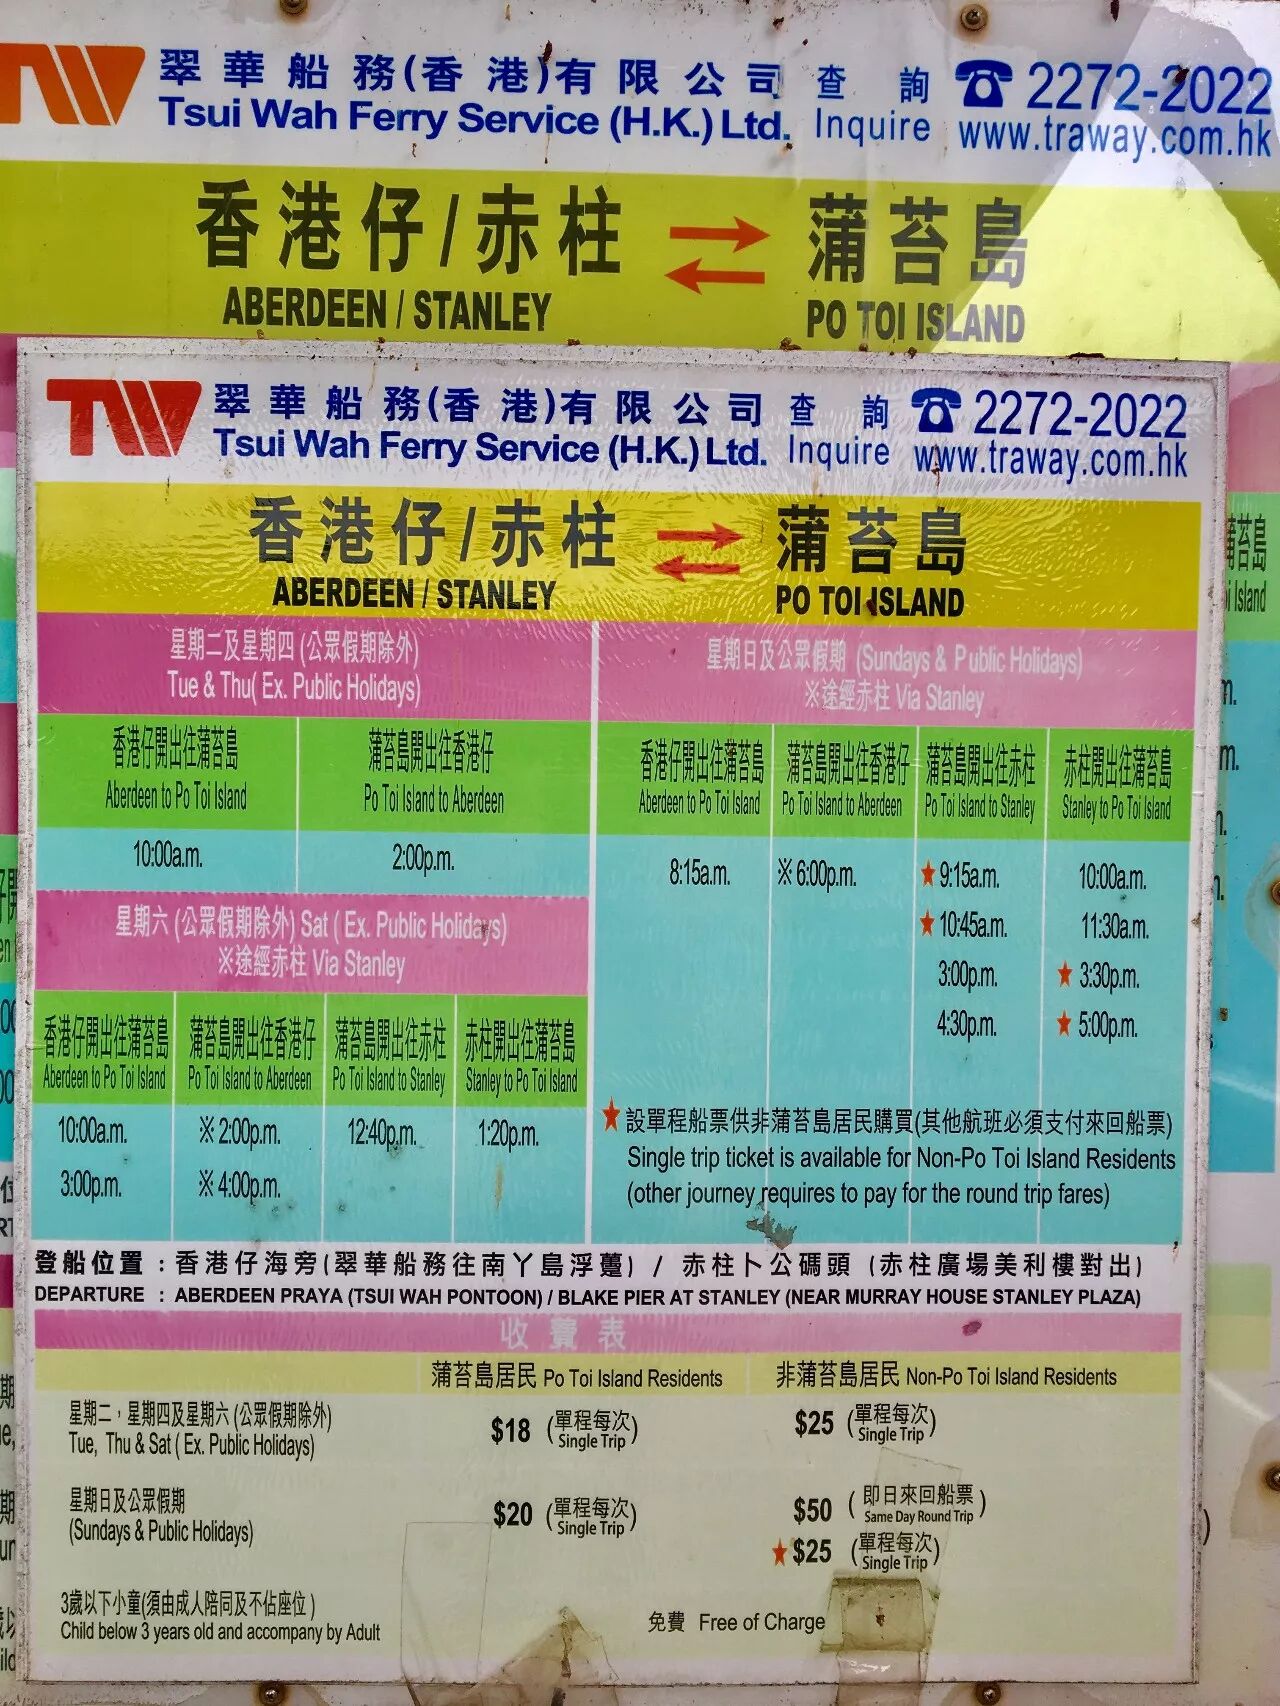 TW 翠華船務(香港)有限公司 查詢 ☎ 2272-2022
Tsui Wah Ferry Service (H.K.) Ltd. Inquire www.traway.com.hk
香港仔/赤柱 ⇄ 蒲苔島
ABERDEEN / STANLEY PO TOI ISLAND
TW 翠華船務(香港)有限公司 查詢 ☎ 2272-2022
Tsui Wah Ferry Service (H.K.) Ltd. Inquire www.traway.com.hk
香港仔/赤柱 ⇄ 蒲苔島
ABERDEEN / STANLEY PO TOI ISLAND
星期二及星期四 (公眾假期除外)
Tue & Thu( Ex. Public Holidays)
香港仔開出往蒲苔島 蒲苔島開出往香港仔
Aberdeen to Po Toi Island Po Toi Island to Aberdeen
10:00a.m. 2:00p.m.
星期六 (公眾假期除外) Sat ( Ex. Public Holidays)
※途經赤柱 Via Stanley
香港仔開出往蒲苔島 蒲苔島開出往香港仔 蒲苔島開出往赤柱 赤柱開出往蒲苔島
Aberdeen to Po Toi Island Po Toi Island to Aberdeen Po Toi Island to Stanley Stanley to Po Toi Island
10:00a.m. ※ 2:00p.m. 12:40p.m. 1:20p.m.
3:00p.m. ※ 4:00p.m.
星期日及公眾假期 (Sundays & Public Holidays)
※途經赤柱 Via Stanley
香港仔開出往蒲苔島 蒲苔島開出往香港仔 蒲苔島開出往赤柱 赤柱開出往蒲苔島
Aberdeen to Po Toi Island Po Toi Island to Aberdeen Po Toi Island to Stanley Stanley to Po Toi Island
8:15a.m. ※ 6:00p.m. ★ 9:15a.m. 10:00a.m.
★ 10:45a.m. 11:30a.m.
3:00p.m. ★ 3:30p.m.
4:30p.m. ★ 5:00p.m.
★ 設單程船票供非蒲苔島居民購買(其他航班必須支付來回船票)
Single trip ticket is available for Non-Po Toi Island Residents
(other journey requires to pay for the round trip fares)
登船位置 : 香港仔海旁(翠華船務往南丫島浮躉) / 赤柱卜公碼頭 (赤柱廣場美利樓對出)
DEPARTURE : ABERDEEN PRAYA (TSUI WAH PONTOON) / BLAKE PIER AT STANLEY (NEAR MURRAY HOUSE STANLEY PLAZA)
收費表
蒲苔島居民 Po Toi Island Residents 非蒲苔島居民 Non-Po Toi Island Residents
星期二，星期四及星期六 (公眾假期除外)
Tue, Thu & Sat ( Ex. Public Holidays)
$18 (單程每次 Single Trip) $25 (單程每次 Single Trip)
星期日及公眾假期
(Sundays & Public Holidays)
$20 (單程每次 Single Trip) $50 (即日來回船票 Same Day Round Trip)
★ $25 (單程每次 Single Trip)
3歲以下小童(須由成人陪同及不佔座位)
Child below 3 years old and accompany by Adult
免費 Free of Charge